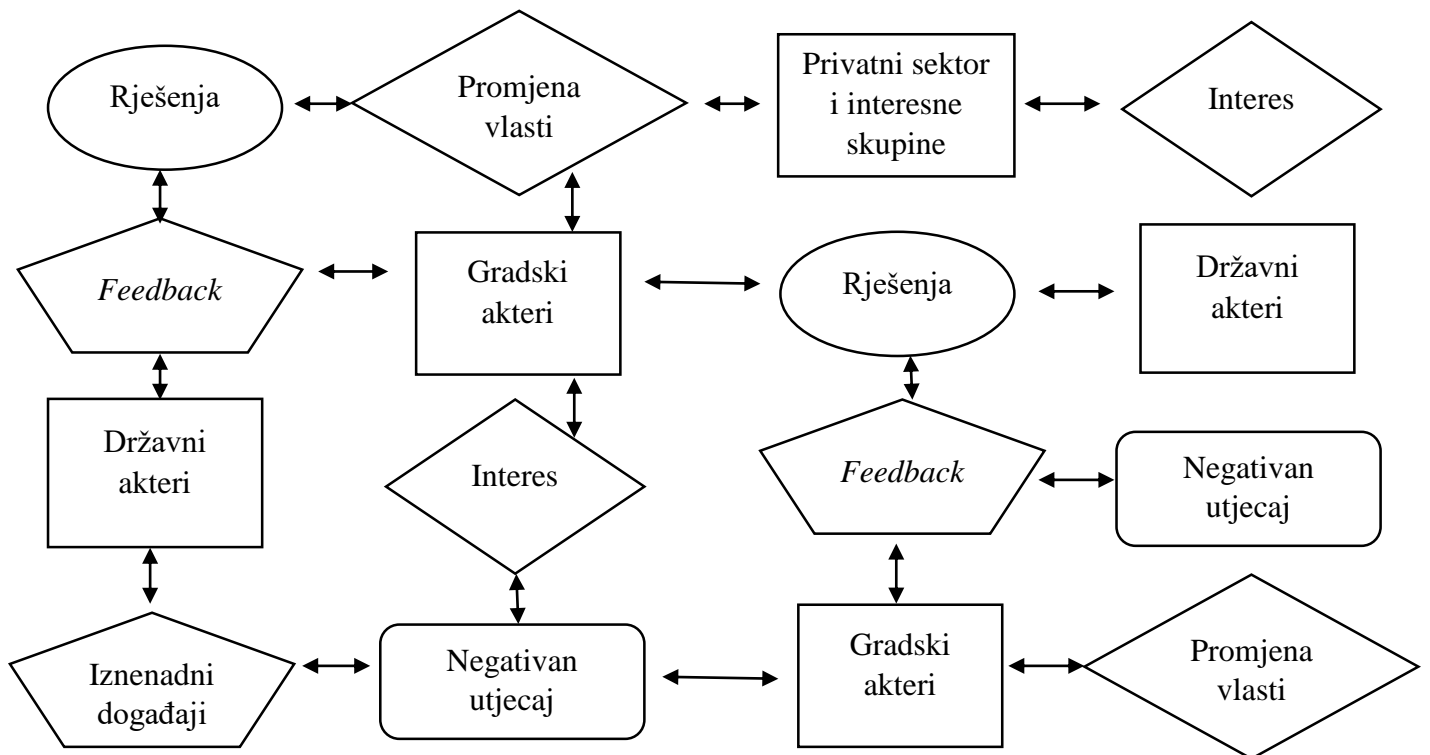 Rješenja
Promjena
vlasti
Privatni sektor
i interesne
skupine
Interes
Feedback
Gradski
akteri
Rješenja
Državni
akteri
Državni
akteri
Interes
Feedback
Negativan
utjecaj
Iznenadni
događaji
Negativan
utjecaj
Gradski
akteri
Promjena
vlasti